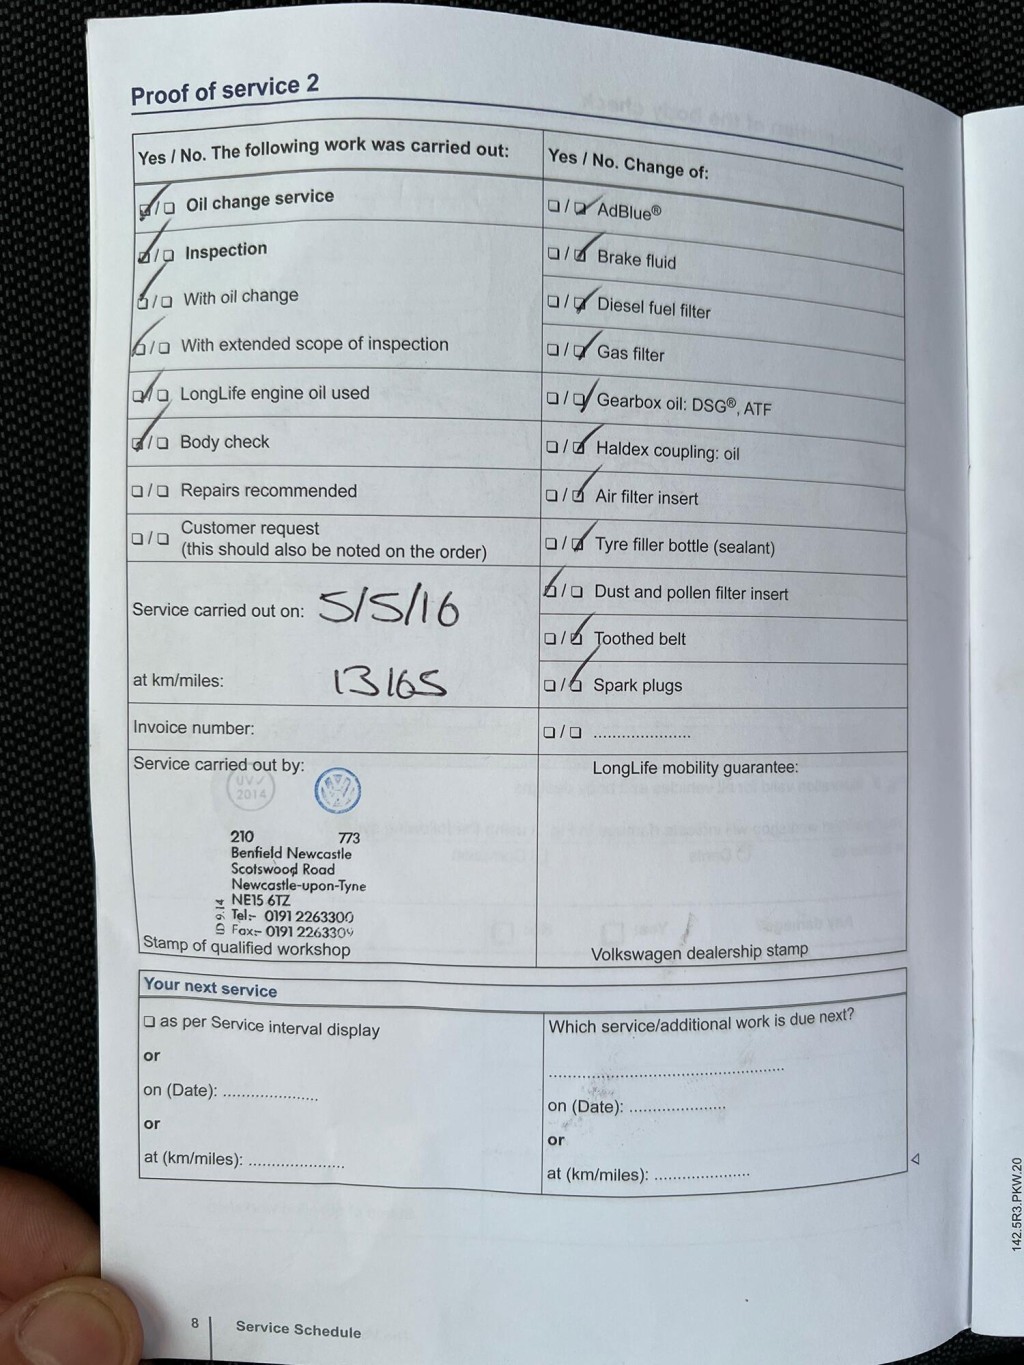 Proof of service 2
Yes / No. The following work was carried out:
☑/☐ Oil change service
☑/☐ Inspection
☑/☐ With oil change
☑/☐ With extended scope of inspection
☑/☐ LongLife engine oil used
☑/☐ Body check
☐/☐ Repairs recommended
☐/☐ Customer request
(this should also be noted on the order)
Service carried out on: 5/5/16
at km/miles: 13165
Invoice number:
Service carried out by:
UVV
2014
210 773
Benfield Newcastle
Scotswood Road
Newcastle-upon-Tyne
NE15 6TZ
Tel:- 0191 2263300
Fax:- 0191 2263309
Stamp of qualified workshop
Yes / No. Change of:
☐/☑ AdBlue®
☐/☑ Brake fluid
☐/☑ Diesel fuel filter
☐/☑ Gas filter
☐/☑ Gearbox oil: DSG®, ATF
☐/☑ Haldex coupling: oil
☐/☑ Air filter insert
☐/☑ Tyre filler bottle (sealant)
☑/☐ Dust and pollen filter insert
☐/☑ Toothed belt
☐/☑ Spark plugs
☐/☐ .....................
LongLife mobility guarantee:
Volkswagen dealership stamp
Your next service
☐ as per Service interval display
or
on (Date): .....................
or
at (km/miles): .....................
Which service/additional work is due next?
.....................................................
on (Date): .....................
or
at (km/miles): .....................
142.5R3.PKW.20
8 Service Schedule